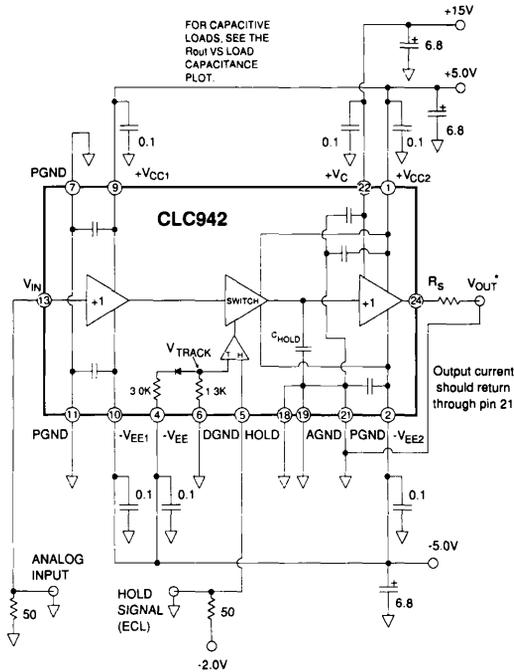 FOR CAPACITIVE
LOADS, SEE THE
Rout VS LOAD
CAPACITANCE
PLOT.
+15V
6.8
+
+5.0V
6.8
+
0.1
0.1
0.1
PGND
7
9
+VCC1
+VC
22
1
+VCC2
CLC942
VIN
13
+1
SWITCH
+1
24
RS
VOUT*
CHOLD
VTRACK
T H
3 0K
1 3K
Output current
should return
through pin 21
11
10
4
6
5
18
19
21
2
PGND
-VEE1
-VEE
DGND
HOLD
AGND
PGND
-VEE2
0.1
0.1
0.1
-5.0V
+
6.8
ANALOG
INPUT
50
HOLD
SIGNAL
(ECL)
50
-2.0V